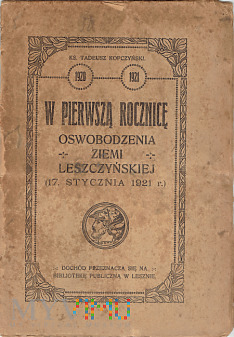 KS. TADEUSZ KOPCZYŃSKI.
1920 1921
W PIERWSZĄ ROCZNICĘ
OSWOBODZENIA
ZIEMI
LESZCZYŃSKIEJ
(17. STYCZNIA 1921 r.)
:: DOCHÓD PRZEZNACZA SIĘ NA ::
BIBLIOTEKĘ PUBLICZNĄ W LESZNIE.